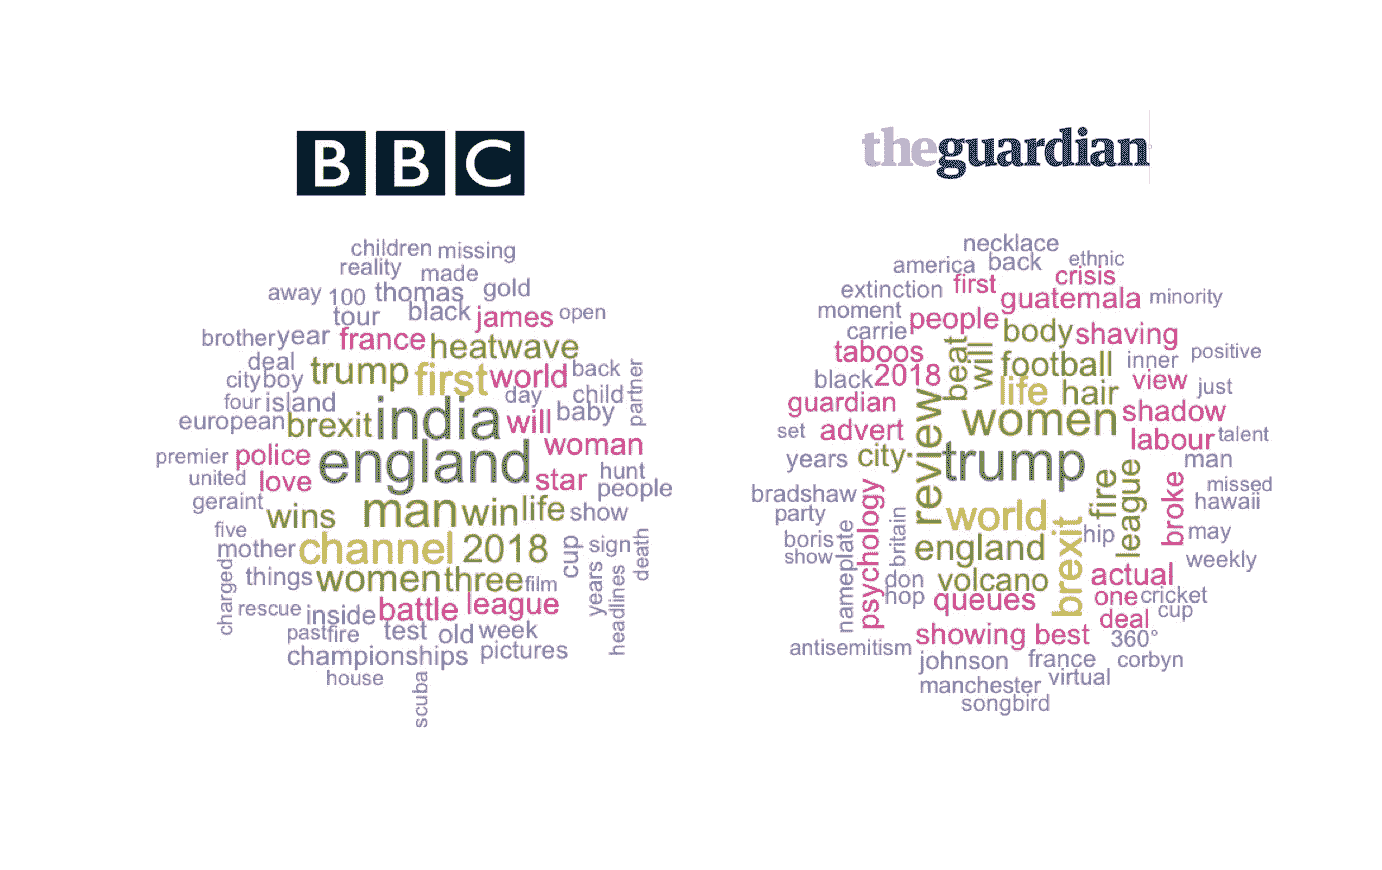 BBC
theguardian
children missing
reality made
away 100 thomas gold
tour black james open
brother year france heatwave
deal trump first world back
city boy day child partner
four island india will baby
european brexit
premier police england woman
united love star hunt
geraint people
wins man win life show
five
mother channel 2018 cup sign death
things women three film years
charged rescue inside battle league headlines
past fire test old week
championships pictures
house
scuba
necklace
america back ethnic
extinction first crisis
moment guatemala minority
carrie people body shaving
taboos beat will football inner positive
black 2018 life hair view just
guardian review women shadow
set advert labour talent
years city· trump man
bradshaw fire league missed
party psychology world broke hawaii
boris britain england brexit hip may
show nameplate weekly
don volcano actual
hop queues one cricket
deal cup
showing best 360°
antisemitism johnson france corbyn
manchester virtual
songbird